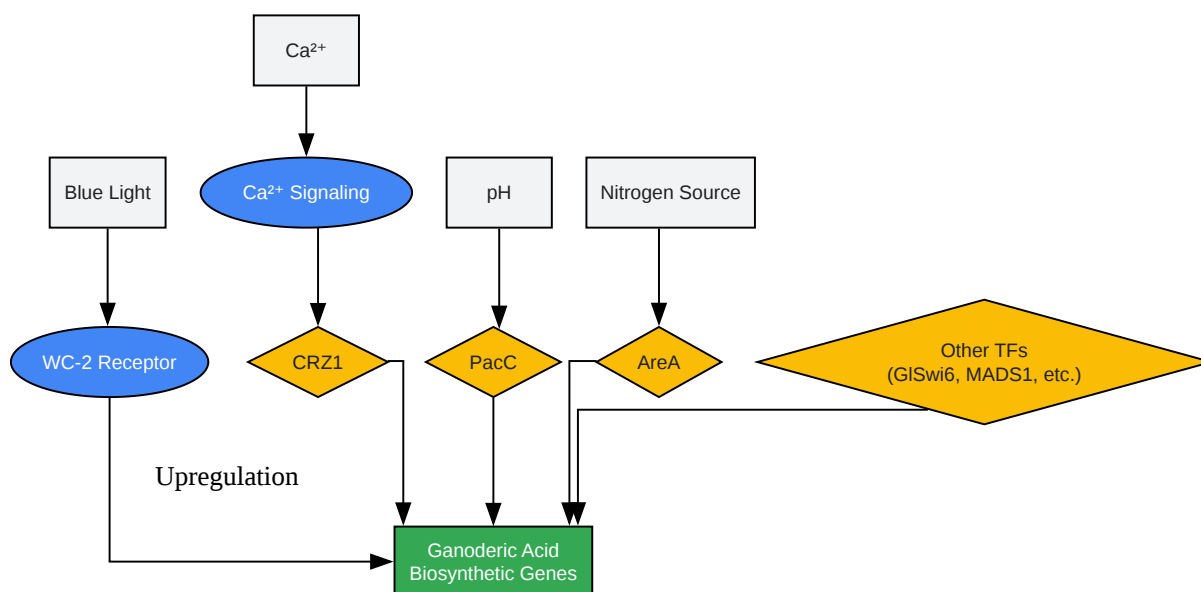 Ca²⁺
Blue Light
Ca²⁺ Signaling
pH
Nitrogen Source
WC-2 Receptor
CRZ1
PacC
AreA
Other TFs
(GlSwi6, MADS1, etc.)
Upregulation
Ganoderic Acid
Biosynthetic Genes